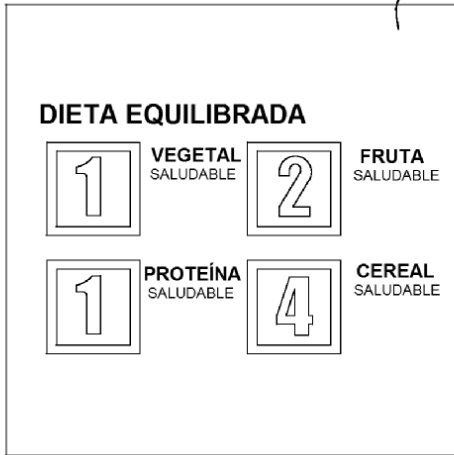 DIETA EQUILIBRADA
1 VEGETAL
SALUDABLE
2 FRUTA
SALUDABLE
1 PROTEÍNA
SALUDABLE
4 CEREAL
SALUDABLE